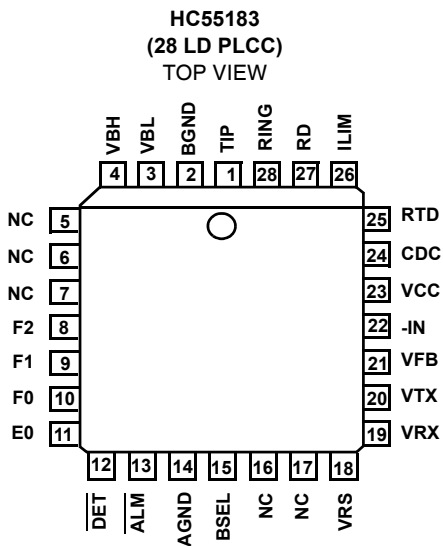 HC55183
(28 LD PLCC)
TOP VIEW
VBH VBL BGND TIP RING RD ILIM
4 3 2 1 28 27 26
NC 5 25 RTD
NC 6 24 CDC
NC 7 23 VCC
F2 8 22 -IN
F1 9 21 VFB
F0 10 20 VTX
E0 11 19 VRX
12 13 14 15 16 17 18
DET ALM AGND BSEL NC NC VRS